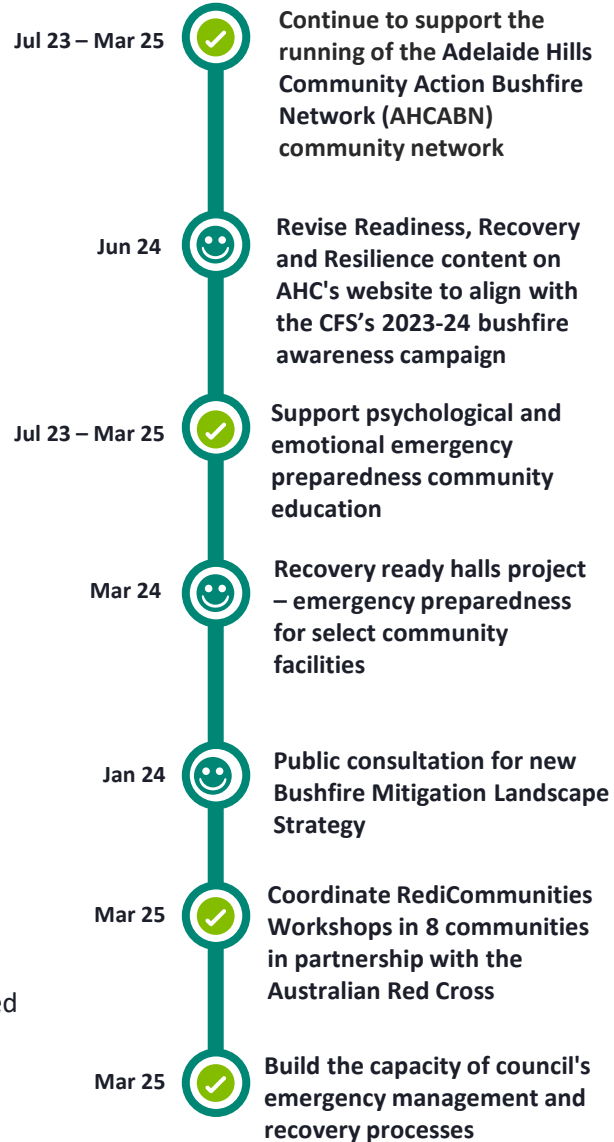 Jul 23 – Mar 25
Continue to support the
running of the Adelaide Hills
Community Action Bushfire
Network (AHCABN)
community network
Jun 24
Revise Readiness, Recovery
and Resilience content on
AHC's website to align with
the CFS’s 2023-24 bushfire
awareness campaign
Jul 23 – Mar 25
Support psychological and
emotional emergency
preparedness community
education
Mar 24
Recovery ready halls project
– emergency preparedness
for select community
facilities
Jan 24
Public consultation for new
Bushfire Mitigation Landscape
Strategy
Mar 25
Coordinate RediCommunities
Workshops in 8 communities
in partnership with the
Australian Red Cross
Mar 25
Build the capacity of council's
emergency management and
recovery processes